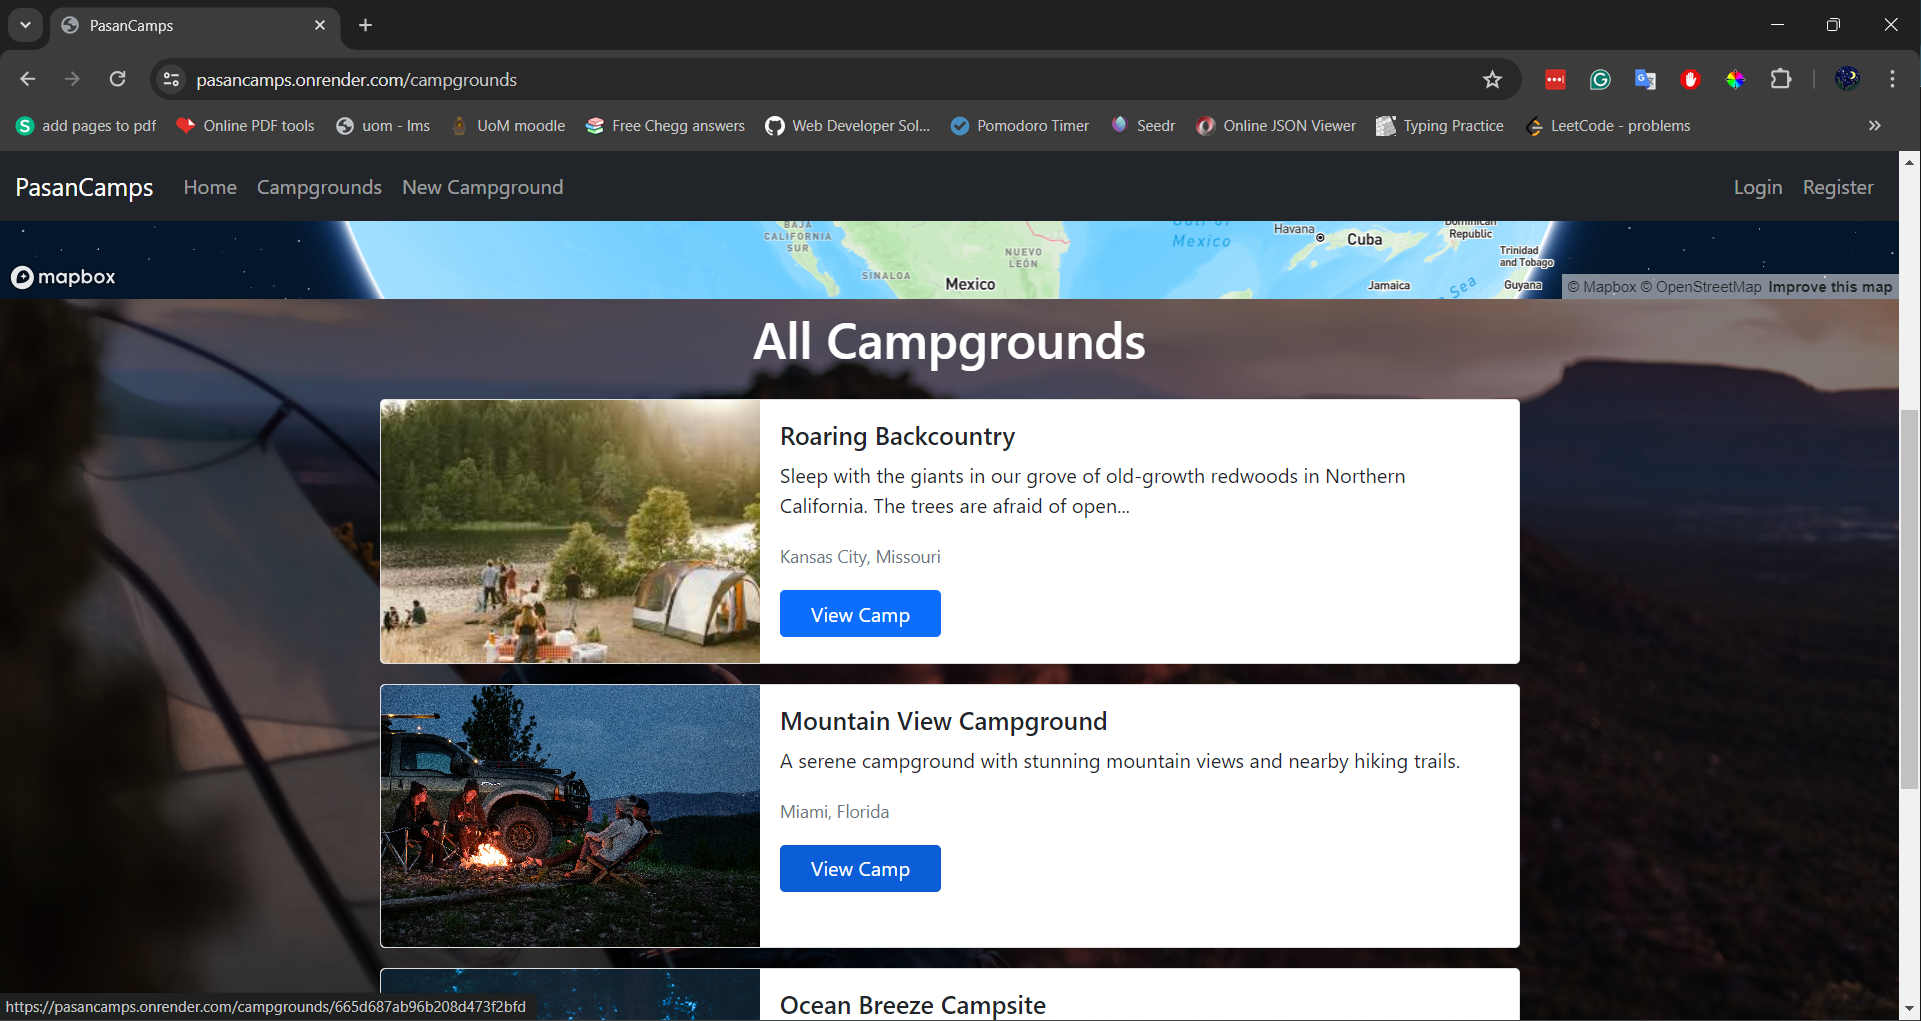 PasanCamps
pasancamps.onrender.com/campgrounds
add pages to pdf
Online PDF tools
uom - lms
UoM moodle
Free Chegg answers
Web Developer Sol...
Pomodoro Timer
Seedr
Online JSON Viewer
Typing Practice
LeetCode - problems
PasanCamps Home Campgrounds New Campground Login Register
BAJA
CALIFORNIA
SUR
SINALOA
NUEVO
LEÓN
Mexico
Gulf of
Mexico
Havana
Cuba
Jamaica
Dominican
Republic
Trinidad
and Tobago
Sea
Guyana
mapbox
© Mapbox © OpenStreetMap Improve this map
All Campgrounds
Roaring Backcountry
Sleep with the giants in our grove of old-growth redwoods in Northern
California. The trees are afraid of open...
Kansas City, Missouri
View Camp
Mountain View Campground
A serene campground with stunning mountain views and nearby hiking trails.
Miami, Florida
View Camp
Ocean Breeze Campsite
https://pasancamps.onrender.com/campgrounds/665d687ab96b208d473f2bfd